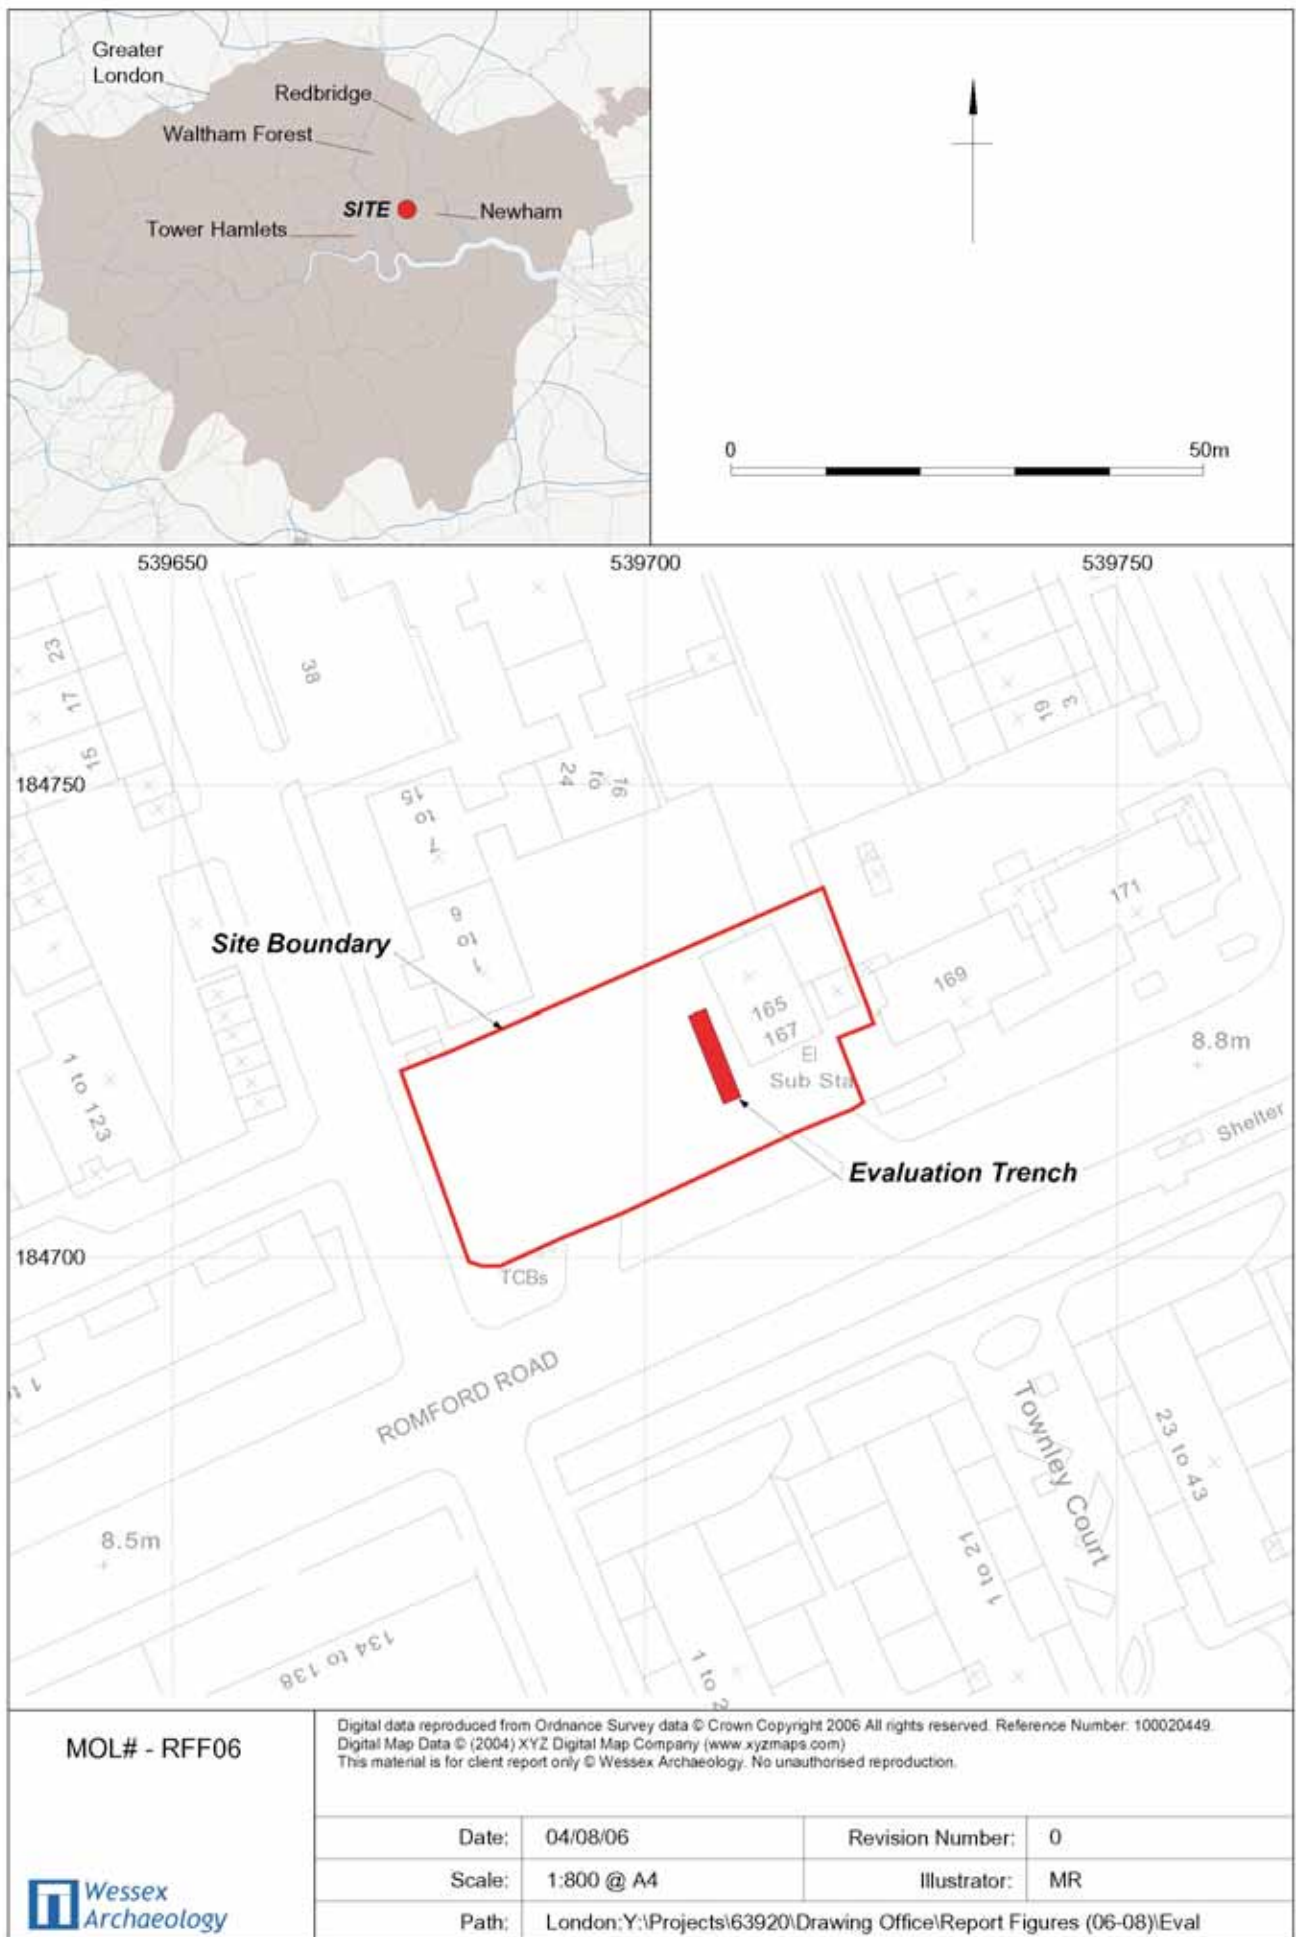 Greater
London
Redbridge
Waltham Forest
SITE
Newham
Tower Hamlets
0
50m
539650
539700
539750
23
17
15
38
24
to
16
19
3
184750
15
to
7
6
to
1
171
Site Boundary
169
165
167
El
Sub Sta
8.8m
1 to 123
Shelter
Evaluation Trench
184700
TCBs
ROMFORD ROAD
Townley Court
23 to 43
8.5m
1 to 21
134 to 138
1 to 2
MOL# - RFF06
Digital data reproduced from Ordnance Survey data © Crown Copyright 2006 All rights reserved. Reference Number: 100020449.
Digital Map Data © (2004) XYZ Digital Map Company (www.xyzmaps.com)
This material is for client report only © Wessex Archaeology. No unauthorised reproduction.
Date:
04/08/06
Revision Number:
0
Scale:
1:800 @ A4
Illustrator:
MR
Wessex
Archaeology
Path:
London:Y:\Projects\63920\Drawing Office\Report Figures (06-08)\Eval